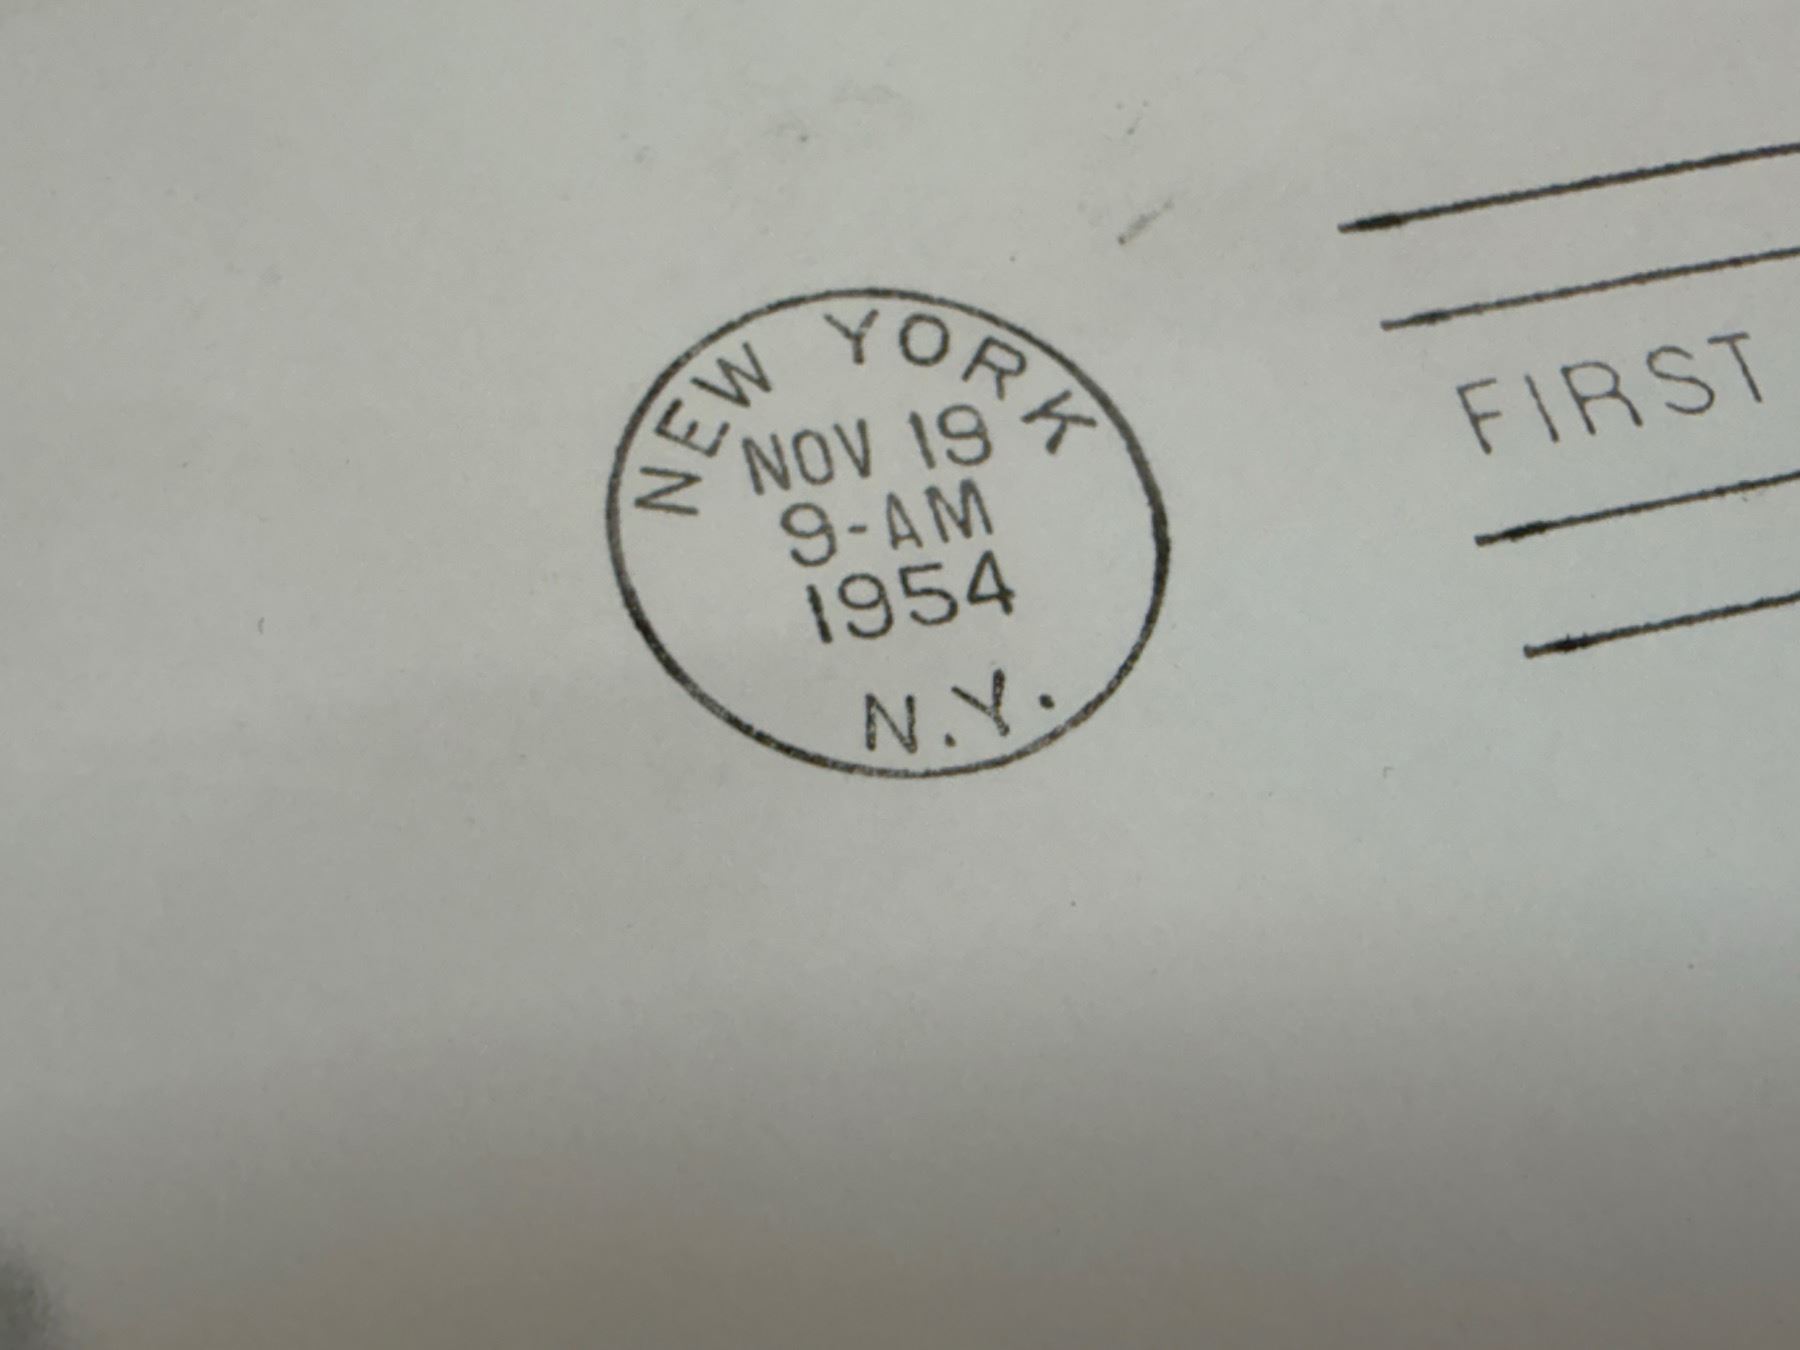 NEW YORK
NOV 19
9-AM
1954
N.Y.
FIRST